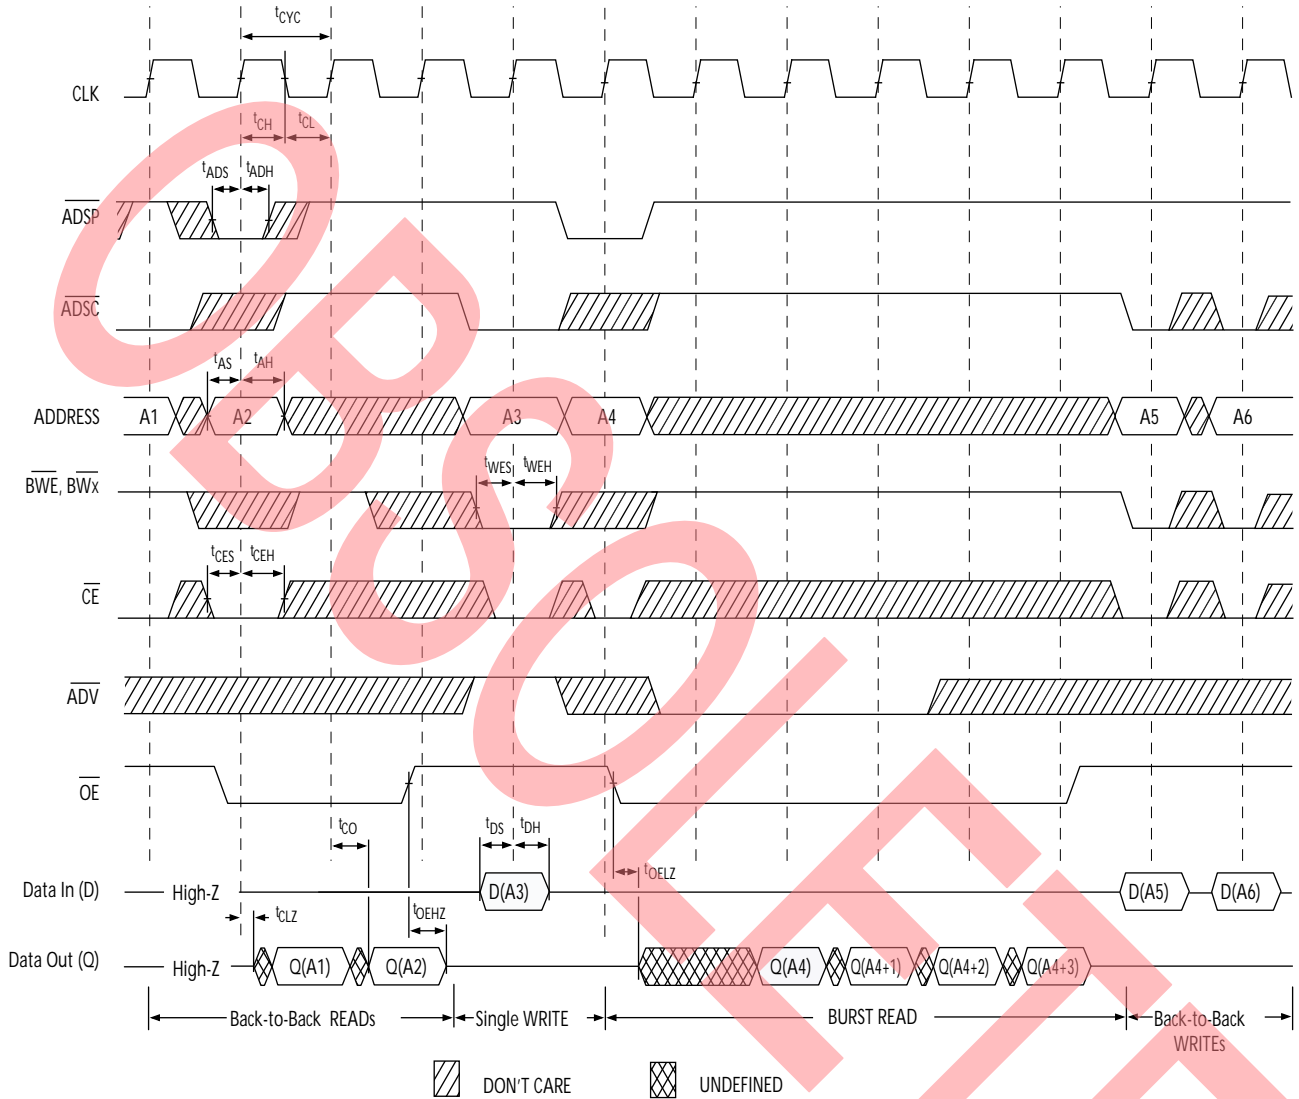 tCYC
CLK
tCH
tCL
tADS
tADH
ADSP
ADSC
tAS
tAH
ADDRESS
A1
A2
A3
A4
A5
A6
tWES
tWEH
BWE, BWx
tCES
tCEH
CE
ADV
OE
tCO
tDS
tDH
tOELZ
Data In (D)
High-Z
D(A3)
D(A5)
D(A6)
tCLZ
tOEHZ
Data Out (Q)
High-Z
Q(A1)
Q(A2)
Q(A4)
Q(A4+1)
Q(A4+2)
Q(A4+3)
Back-to-Back READs
Single WRITE
BURST READ
Back-to-Back
WRITEs
DON'T CARE
UNDEFINED
OBSOLETE